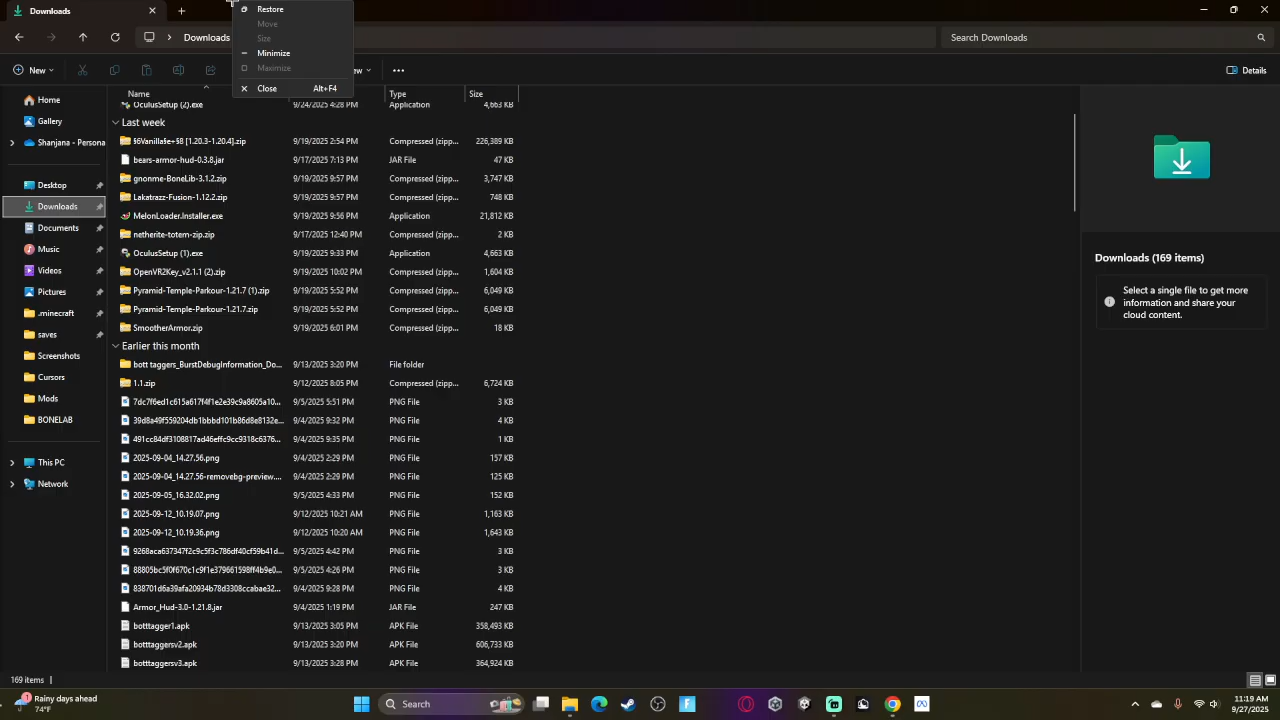 Downloads
Restore
Move
Size
Minimize
Maximize
Close Alt+F4
Downloads
Search Downloads
New
Details
Name Type Size
OculusSetup (2).exe 9/24/2025 4:28 PM Application 4,663 KB
Last week
§6Vanilla§e+§8 [1.20.3-1.20.4].zip 9/19/2025 2:54 PM Compressed (zipp... 226,389 KB
bears-armor-hud-0.3.8.jar 9/17/2025 7:13 PM JAR File 47 KB
gnonme-BoneLib-3.1.2.zip 9/19/2025 9:57 PM Compressed (zipp... 3,747 KB
Lakatrazz-Fusion-1.12.2.zip 9/19/2025 9:57 PM Compressed (zipp... 748 KB
MelonLoader.Installer.exe 9/19/2025 9:56 PM Application 21,812 KB
netherite-totem-zip.zip 9/17/2025 12:40 PM Compressed (zipp... 2 KB
OculusSetup (1).exe 9/19/2025 9:33 PM Application 4,663 KB
OpenVR2Key_v2.1.1 (2).zip 9/19/2025 10:02 PM Compressed (zipp... 1,604 KB
Pyramid-Temple-Parkour-1.21.7 (1).zip 9/19/2025 5:52 PM Compressed (zipp... 6,049 KB
Pyramid-Temple-Parkour-1.21.7.zip 9/19/2025 5:52 PM Compressed (zipp... 6,049 KB
SmootherArmor.zip 9/19/2025 6:01 PM Compressed (zipp... 18 KB
Earlier this month
bott taggers_BurstDebugInformation_Do... 9/13/2025 3:20 PM File folder
1.1.zip 9/12/2025 8:05 PM Compressed (zipp... 6,724 KB
7dc7f6ed1c615a617f4f1e2e39c9a8605a10... 9/5/2025 5:51 PM PNG File 3 KB
39d8a49f559204db1bbbd101b86d8e8132e... 9/4/2025 9:32 PM PNG File 4 KB
491cc84df3108817ad46effc9cc9318c6376... 9/4/2025 9:35 PM PNG File 1 KB
2025-09-04_14.27.56.png 9/4/2025 2:29 PM PNG File 157 KB
2025-09-04_14.27.56-removebg-preview.... 9/4/2025 2:29 PM PNG File 125 KB
2025-09-05_16.32.02.png 9/5/2025 4:33 PM PNG File 152 KB
2025-09-12_10.19.07.png 9/12/2025 10:21 AM PNG File 1,163 KB
2025-09-12_10.19.36.png 9/12/2025 10:20 AM PNG File 1,643 KB
9268aca637347f2c9c5f3c786df40cf59b41d... 9/5/2025 4:42 PM PNG File 3 KB
88805bc5f0f670c1c9f1e379661598ff4b9e0... 9/5/2025 4:26 PM PNG File 3 KB
838701d6a39afa20934b78d3308ccabae32... 9/4/2025 9:28 PM PNG File 4 KB
Armor_Hud-3.0-1.21.8.jar 9/4/2025 1:19 PM JAR File 247 KB
botttagger1.apk 9/13/2025 3:05 PM APK File 358,493 KB
botttaggersv2.apk 9/13/2025 3:20 PM APK File 606,733 KB
botttaggersv3.apk 9/13/2025 3:28 PM APK File 364,924 KB
Home
Gallery
Shanjana - Persona
Desktop
Downloads
Documents
Music
Videos
Pictures
.minecraft
saves
Screenshots
Cursors
Mods
BONELAB
This PC
Network
Downloads (169 items)
Select a single file to get more
information and share your
cloud content.
169 items
Rainy days ahead
74°F
Search
11:19 AM
9/27/2025